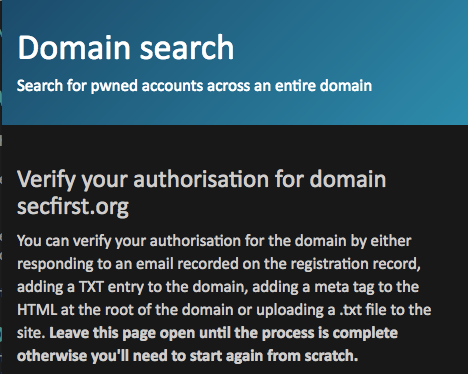 Domain search
Search for pwned accounts across an entire domain
Verify your authorisation for domain
secfirst.org
You can verify your authorisation for the domain by either
responding to an email recorded on the registration record,
adding a TXT entry to the domain, adding a meta tag to the
HTML at the root of the domain or uploading a .txt file to the
site. Leave this page open until the process is complete
otherwise you'll need to start again from scratch.